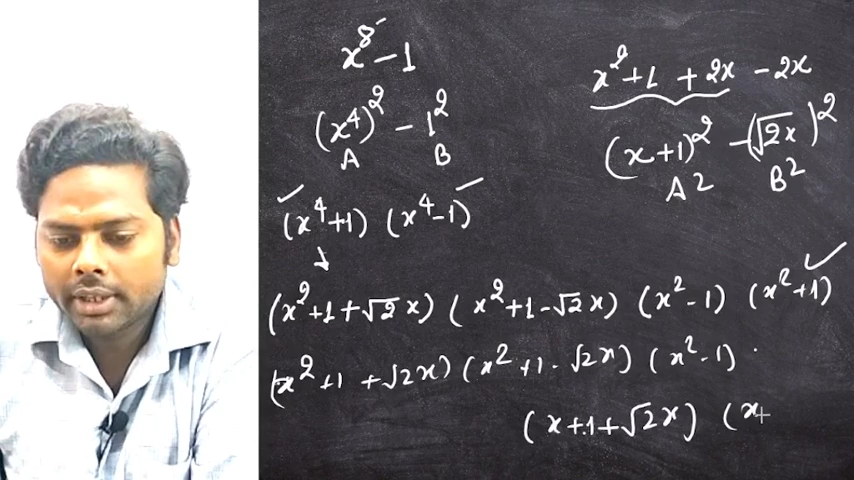 x⁸ - 1
(x⁴)² - 1²
A B
(x⁴+1) (x⁴-1)
(x²+1+√2x) (x²+1-√2x) (x²-1) (x²+1)
(x²+1+√2x) (x²+1-√2x) (x²-1)
(x+1+√2x) (x+
x²+1+2x-2x
(x+1)² - (√2x)²
A² B²